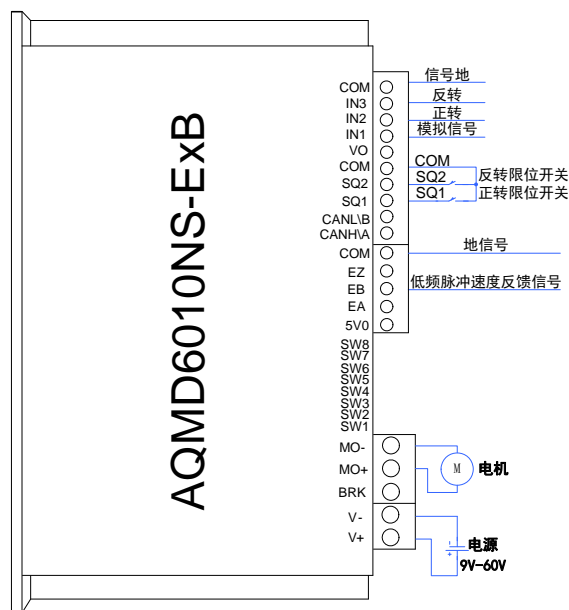 AQMD6010NS-ExB
COM 信号地
IN3 反转
IN2 正转
IN1 模拟信号
VO
COM COM
SQ2 SQ2 反转限位开关
SQ1 SQ1 正转限位开关
CANL\B
CANH\A
COM 地信号
EZ
EB 低频脉冲速度反馈信号
EA
5V0
SW8
SW7
SW6
SW5
SW4
SW3
SW2
SW1
MO-
MO+ M 电机
BRK
V-
V+ - + 电源
9V-60V